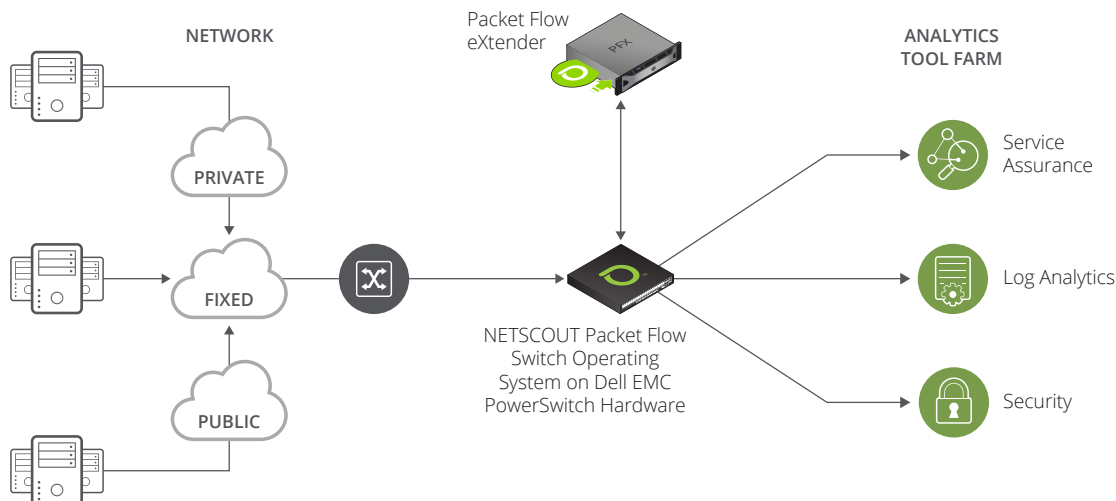 NETWORK
Packet Flow
eXtender
PFX
ANALYTICS
TOOL FARM
PRIVATE
FIXED
PUBLIC
NETSCOUT Packet Flow
Switch Operating
System on Dell EMC
PowerSwitch Hardware
Service
Assurance
Log Analytics
Security